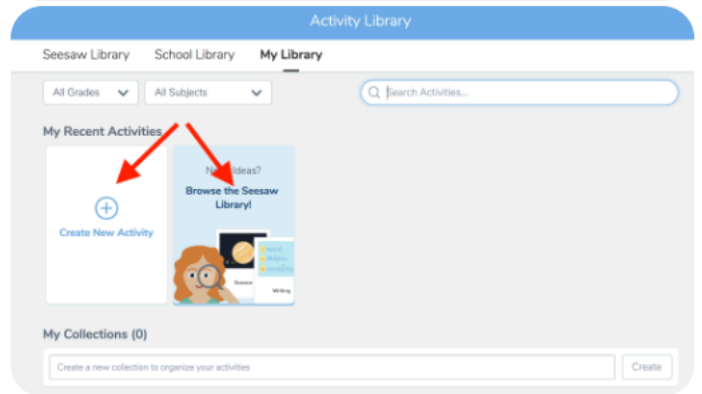 Activity Library
Seesaw Library School Library My Library
All Grades All Subjects Search Activities...
My Recent Activities
Ideas?
Browse the Seesaw
Library!
Create New Activity
Science
Writing
My Collections (0)
Create a new collection to organize your activities Create